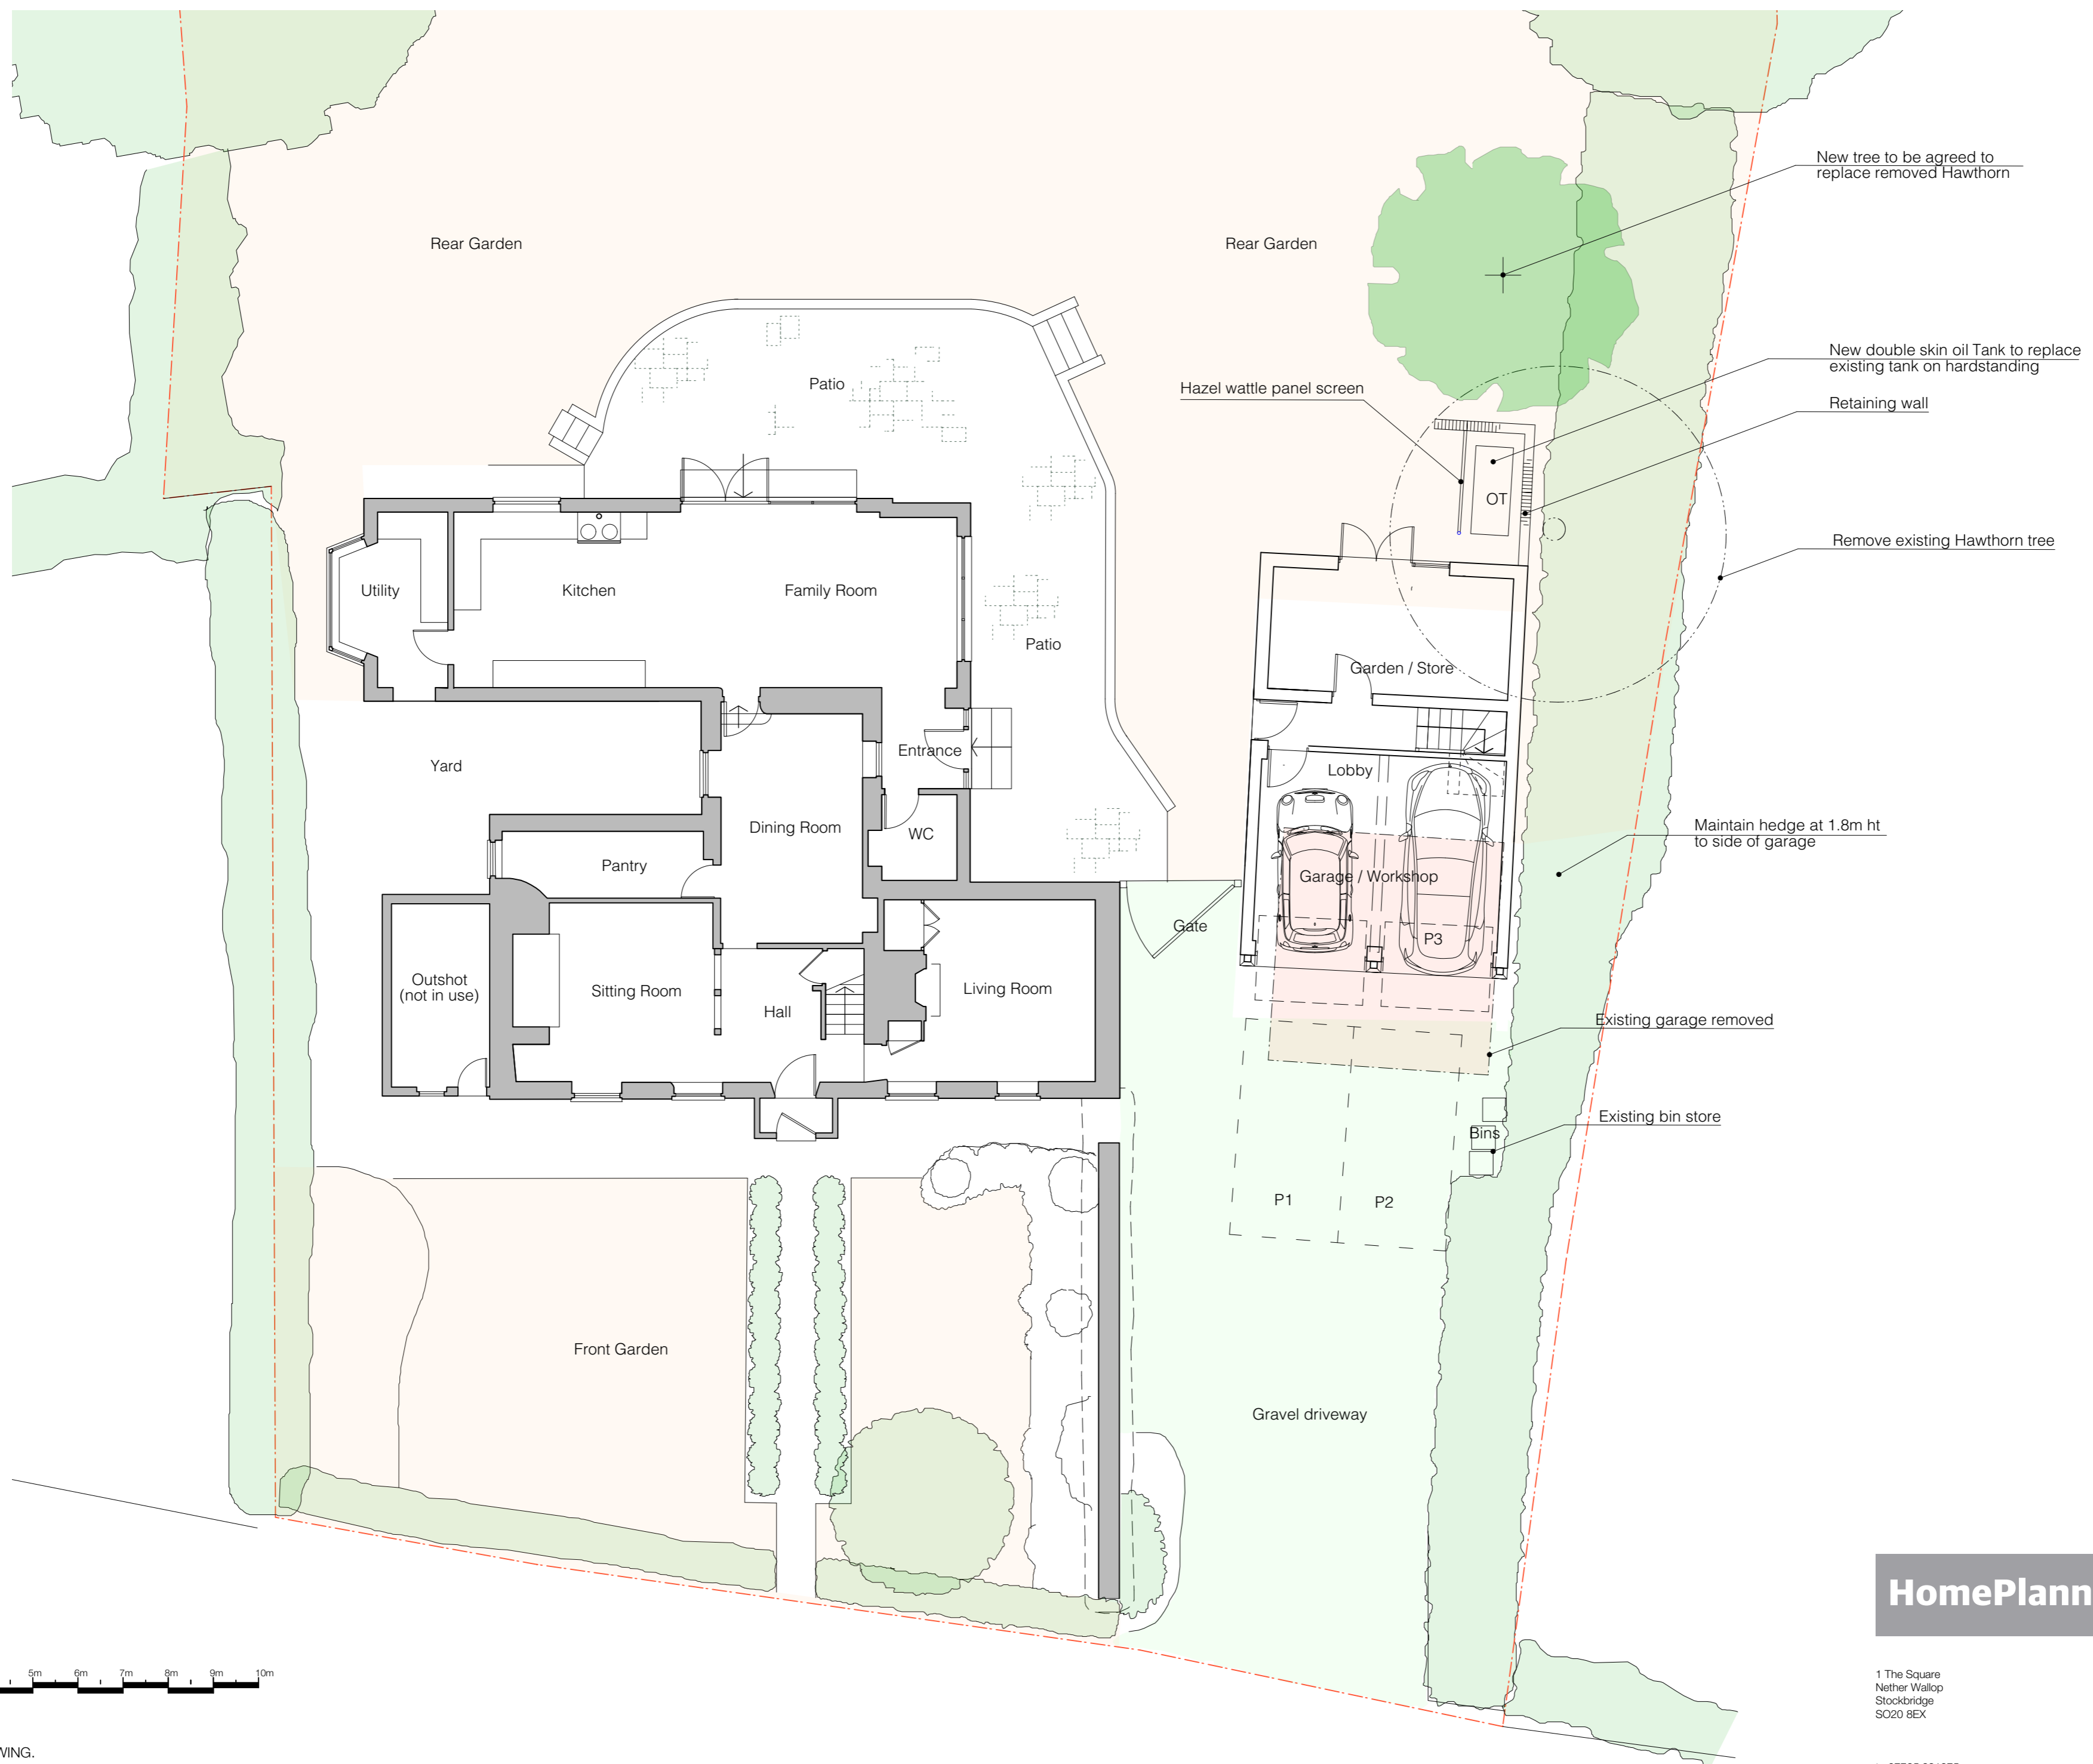 New tree to be agreed to
replace removed Hawthorn
Rear Garden
Rear Garden
New double skin oil Tank to replace
existing tank on hardstanding
Patio
Hazel wattle panel screen
Retaining wall
OT
Remove existing Hawthorn tree
Utility
Kitchen
Family Room
Patio
Garden / Store
Entrance
Yard
Lobby
Dining Room
WC
Maintain hedge at 1.8m ht
to side of garage
Pantry
Garage / Workshop
Gate
P3
Outshot
(not in use)
Sitting Room
Living Room
Hall
Existing garage removed
Existing bin store
Bins
P1
P2
Front Garden
Gravel driveway
HomePlann
5m 6m 7m 8m 9m 10m
1 The Square
Nether Wallop
Stockbridge
SO20 8EX
WING.